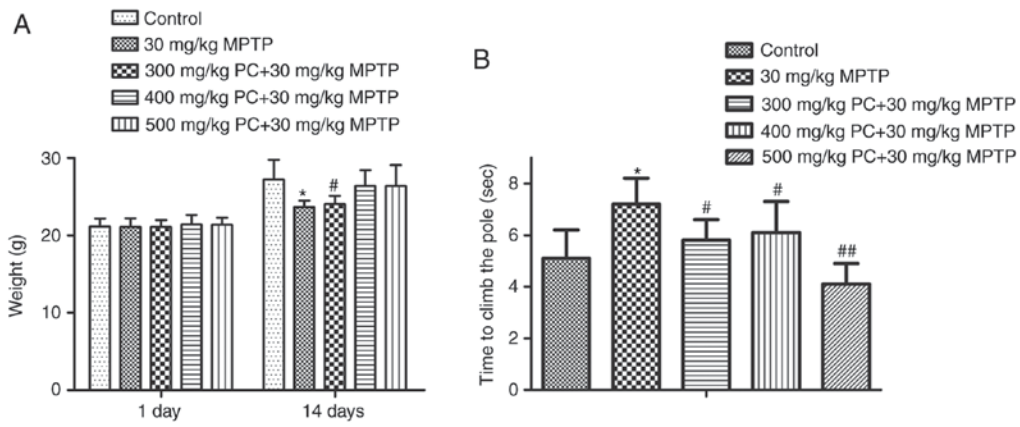 A
Control
30 mg/kg MPTP
300 mg/kg PC+30 mg/kg MPTP
400 mg/kg PC+30 mg/kg MPTP
500 mg/kg PC+30 mg/kg MPTP
Weight (g)
30
20
10
0
*
#
1 day
14 days
B
Control
30 mg/kg MPTP
300 mg/kg PC+30 mg/kg MPTP
400 mg/kg PC+30 mg/kg MPTP
500 mg/kg PC+30 mg/kg MPTP
Time to climb the pole (sec)
8
6
4
2
0
*
#
#
##